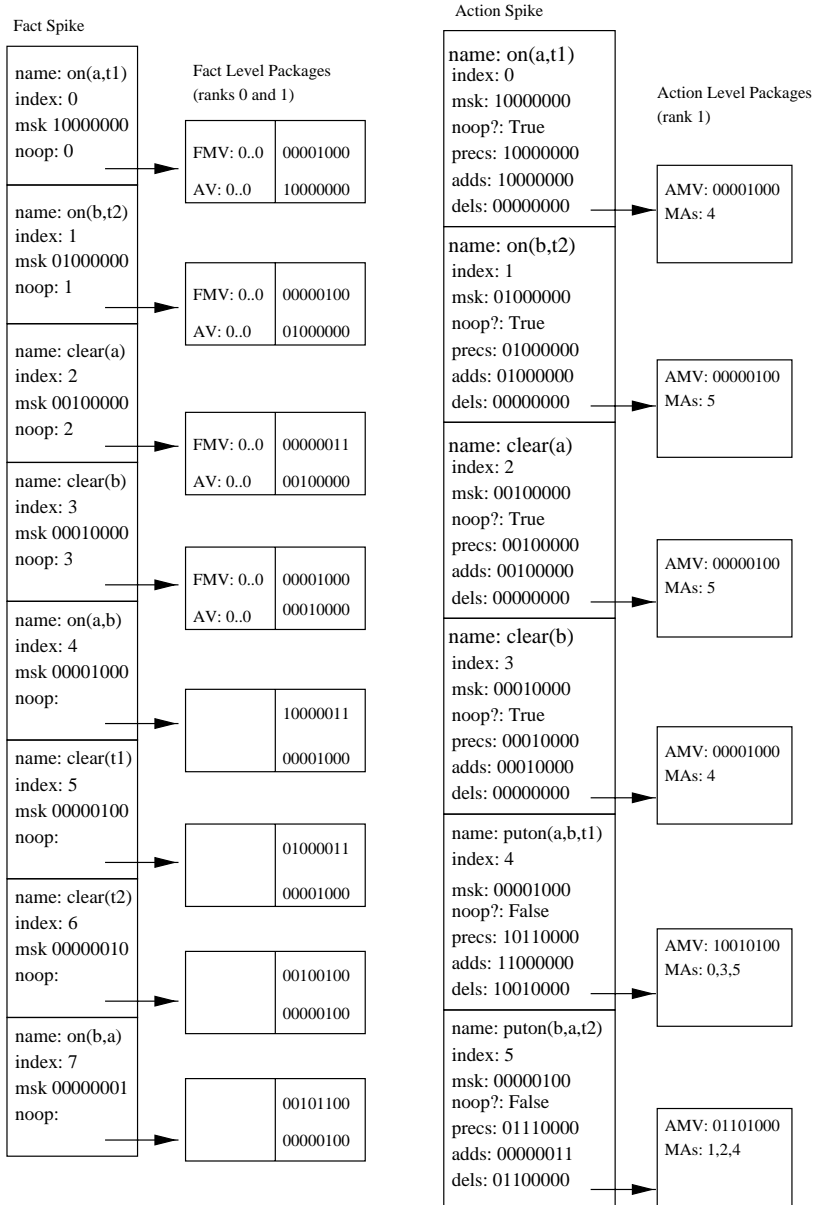 Fact Spike
name: on(a,t1)
index: 0
msk 10000000
noop: 0
name: on(b,t2)
index: 1
msk 01000000
noop: 1
name: clear(a)
index: 2
msk 00100000
noop: 2
name: clear(b)
index: 3
msk 00010000
noop: 3
name: on(a,b)
index: 4
msk 00001000
noop:
name: clear(t1)
index: 5
msk 00000100
noop:
name: clear(t2)
index: 6
msk 00000010
noop:
name: on(b,a)
index: 7
msk 00000001
noop:
Fact Level Packages
(ranks 0 and 1)
FMV: 0..0 00001000
AV: 0..0 10000000
FMV: 0..0 00000100
AV: 0..0 01000000
FMV: 0..0 00000011
AV: 0..0 00100000
FMV: 0..0 00001000
AV: 0..0 00010000
10000011
00001000
01000011
00001000
00100100
00000100
00101100
00000100
Action Spike
name: on(a,t1)
index: 0
msk: 10000000
noop?: True
precs: 10000000
adds: 10000000
dels: 00000000
name: on(b,t2)
index: 1
msk: 01000000
noop?: True
precs: 01000000
adds: 01000000
dels: 00000000
name: clear(a)
index: 2
msk: 00100000
noop?: True
precs: 00100000
adds: 00100000
dels: 00000000
name: clear(b)
index: 3
msk: 00010000
noop?: True
precs: 00010000
adds: 00010000
dels: 00000000
name: puton(a,b,t1)
index: 4
msk: 00001000
noop?: False
precs: 10110000
adds: 11000000
dels: 10010000
name: puton(b,a,t2)
index: 5
msk: 00000100
noop?: False
precs: 01110000
adds: 00000011
dels: 01100000
Action Level Packages
(rank 1)
AMV: 00001000
MAs: 4
AMV: 00000100
MAs: 5
AMV: 00000100
MAs: 5
AMV: 00001000
MAs: 4
AMV: 10010100
MAs: 0,3,5
AMV: 01101000
MAs: 1,2,4